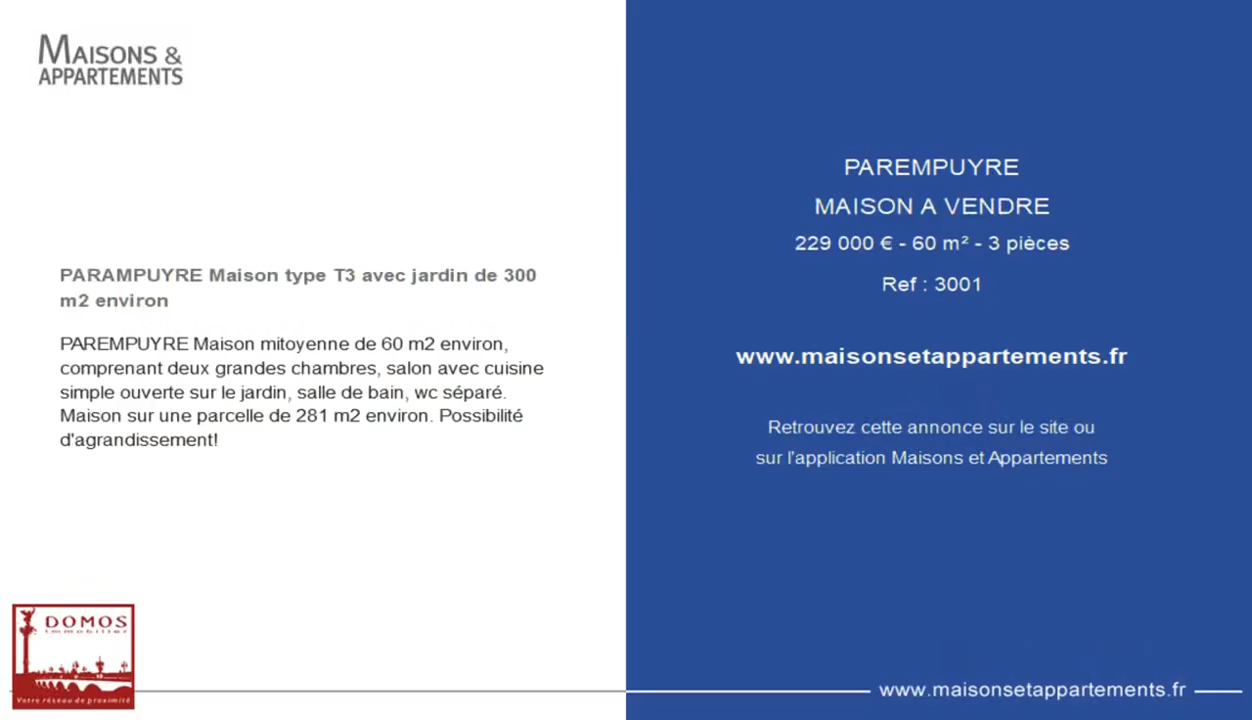 MAISONS &
APPARTEMENTS
PARAMPUYRE Maison type T3 avec jardin de 300
m2 environ
PAREMPUYRE Maison mitoyenne de 60 m2 environ,
comprenant deux grandes chambres, salon avec cuisine
simple ouverte sur le jardin, salle de bain, wc séparé.
Maison sur une parcelle de 281 m2 environ. Possibilité
d'agrandissement!
DOMOS
immobilier
Votre réseau de proximité
PAREMPUYRE
MAISON A VENDRE
229 000 € - 60 m² - 3 pièces
Ref : 3001
www.maisonsetappartements.fr
Retrouvez cette annonce sur le site ou
sur l'application Maisons et Appartements
www.maisonsetappartements.fr